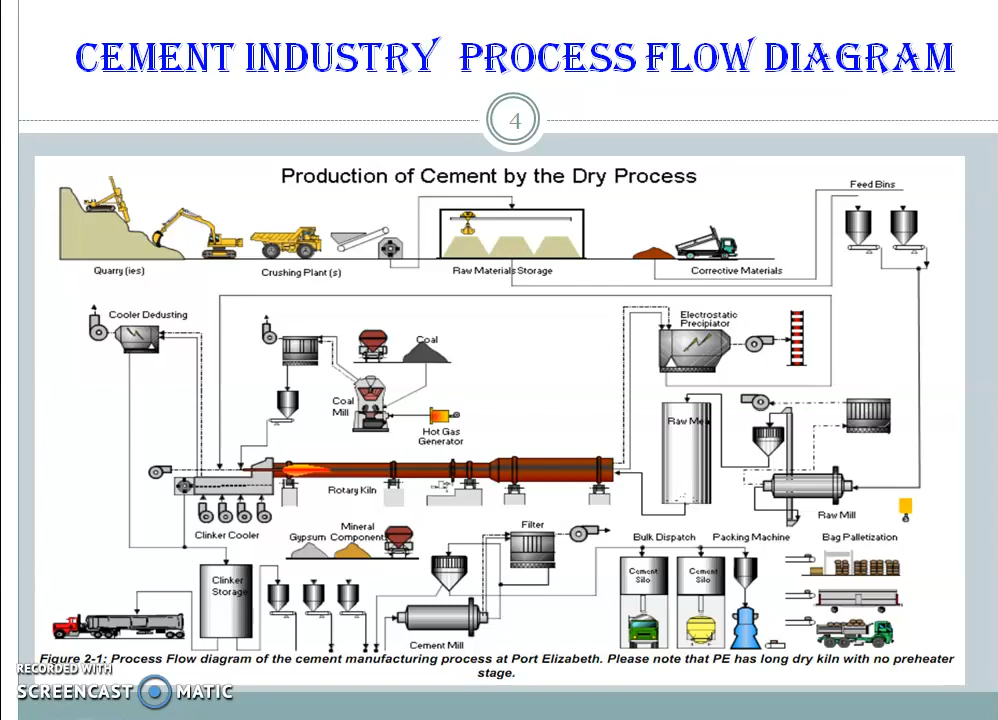 CEMENT INDUSTRY PROCESS FLOW DIAGRAM
4
Production of Cement by the Dry Process
Feed Bins
Quarry (ies)
Crushing Plant (s)
Raw Materials Storage
Corrective Materials
Cooler Dedusting
Electrostatic
Precipiator
Coal
Coal
Mill
Hot Gas
Generator
Raw Me
Rotary Kiln
Raw Mill
Clinker Cooler
Gypsum
Mineral
Components
Filter
Bulk Dispatch
Packing Machine
Bag Palletization
Clinker
Storage
Cement
Silo
Cement
Silo
Cement Mill
Figure 2-1: Process Flow diagram of the cement manufacturing process at Port Elizabeth. Please note that PE has long dry kiln with no preheater
stage.
RECORDED WITH
SCREENCAST MATIC